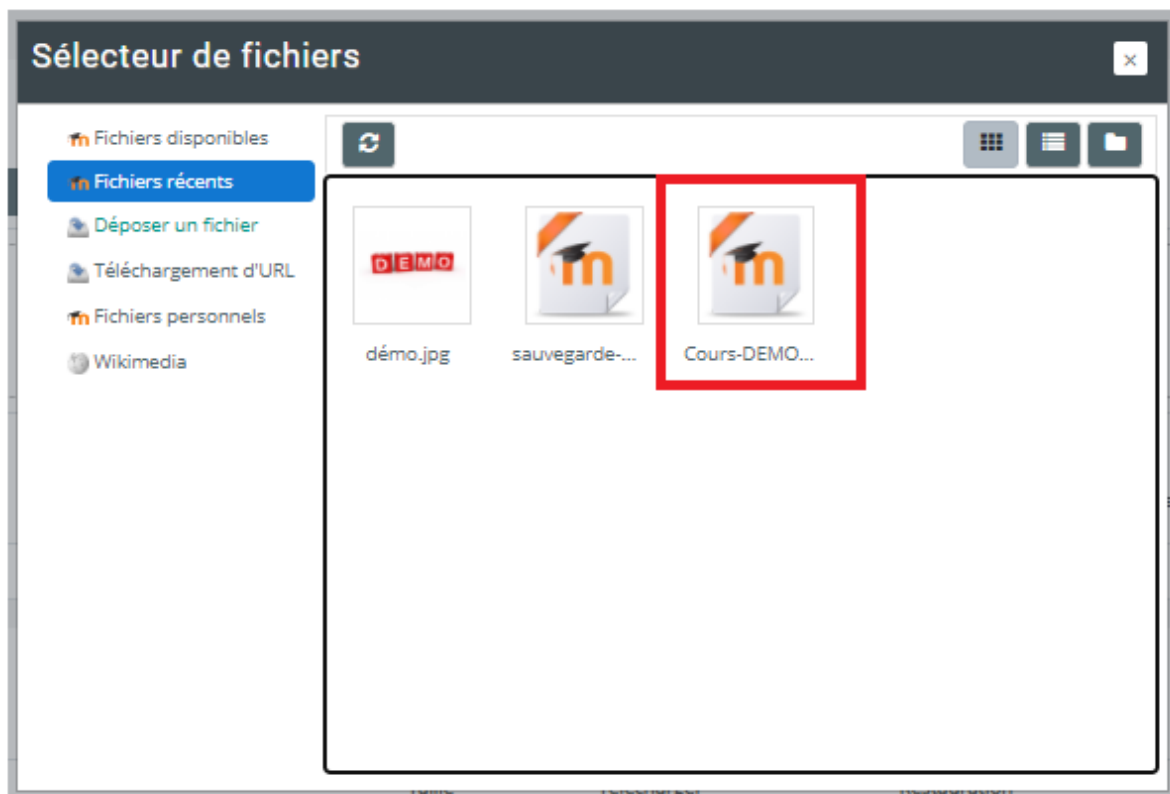 Sélecteur de fichiers
×
Fichiers disponibles
Fichiers récents
Déposer un fichier
Téléchargement d'URL
Fichiers personnels
Wikimedia
DEMO
démo.jpg
sauvegarde-...
Cours-DEMO...